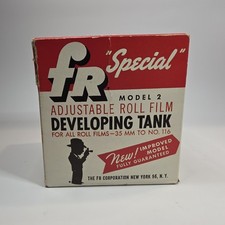 fR "Special"
MODEL 2
ADJUSTABLE ROLL FILM
DEVELOPING TANK
FOR ALL ROLL FILMS—35 MM TO NO. 116
New! IMPROVED
MODEL
FULLY GUARANTEED
THE FR CORPORATION NEW YORK 50, N. Y.